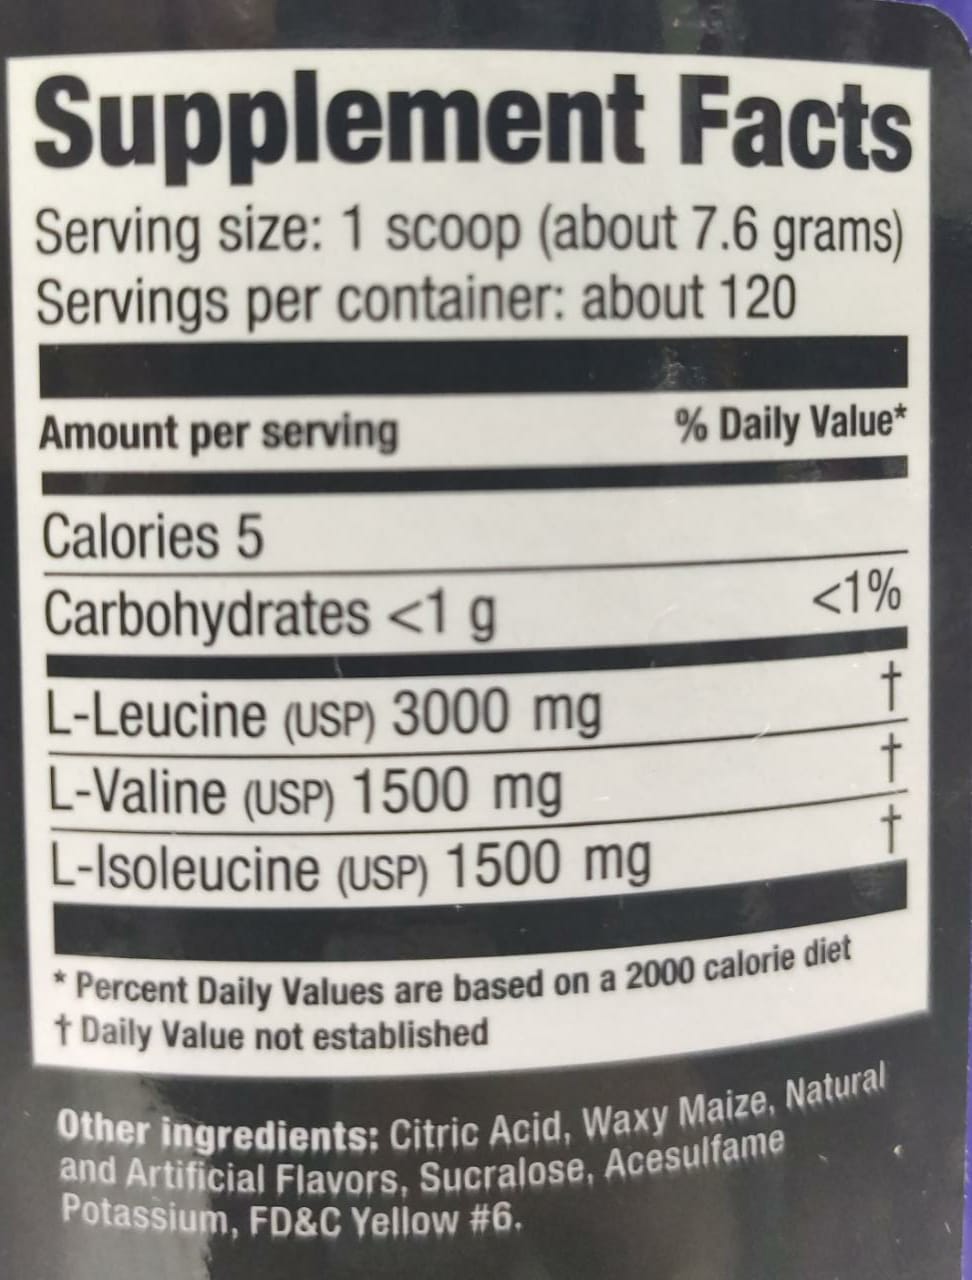 Supplement Facts
Serving size: 1 scoop (about 7.6 grams)
Servings per container: about 120
Amount per serving % Daily Value*
Calories 5
Carbohydrates <1 g <1%
L-Leucine (USP) 3000 mg †
L-Valine (USP) 1500 mg †
L-Isoleucine (USP) 1500 mg †
* Percent Daily Values are based on a 2000 calorie diet
† Daily Value not established
Other ingredients: Citric Acid, Waxy Maize, Natural
and Artificial Flavors, Sucralose, Acesulfame
Potassium, FD&C Yellow #6.